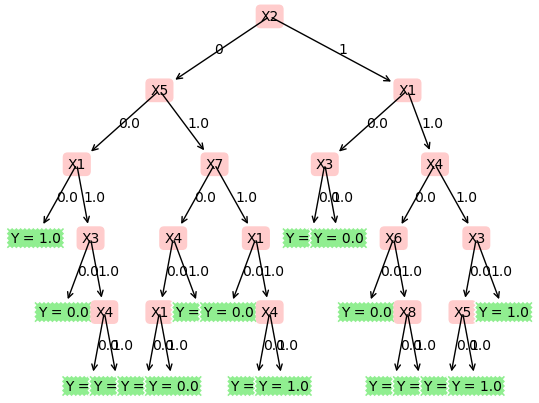 X2
0 1
X5 X1
0.0 1.0 0.0 1.0
X1 X7 X3 X4
0.0 1.0 0.0 1.0 0.0 1.0 0.0 1.0
Y = 1.0 X3 X4 X1 Y = Y = 0.0 X6 X3
0.0 1.0 0.0 1.0 0.0 1.0 0.0 1.0 0.0 1.0
Y = 0.0 X4 X1 Y = Y = 0.0 X4 Y = 0.0 X8 X5 Y = 1.0
0.0 1.0 0.0 1.0 0.0 1.0 0.0 1.0 0.0 1.0
Y = Y = Y = Y = 0.0 Y = Y = 1.0 Y = Y = Y = Y = 1.0